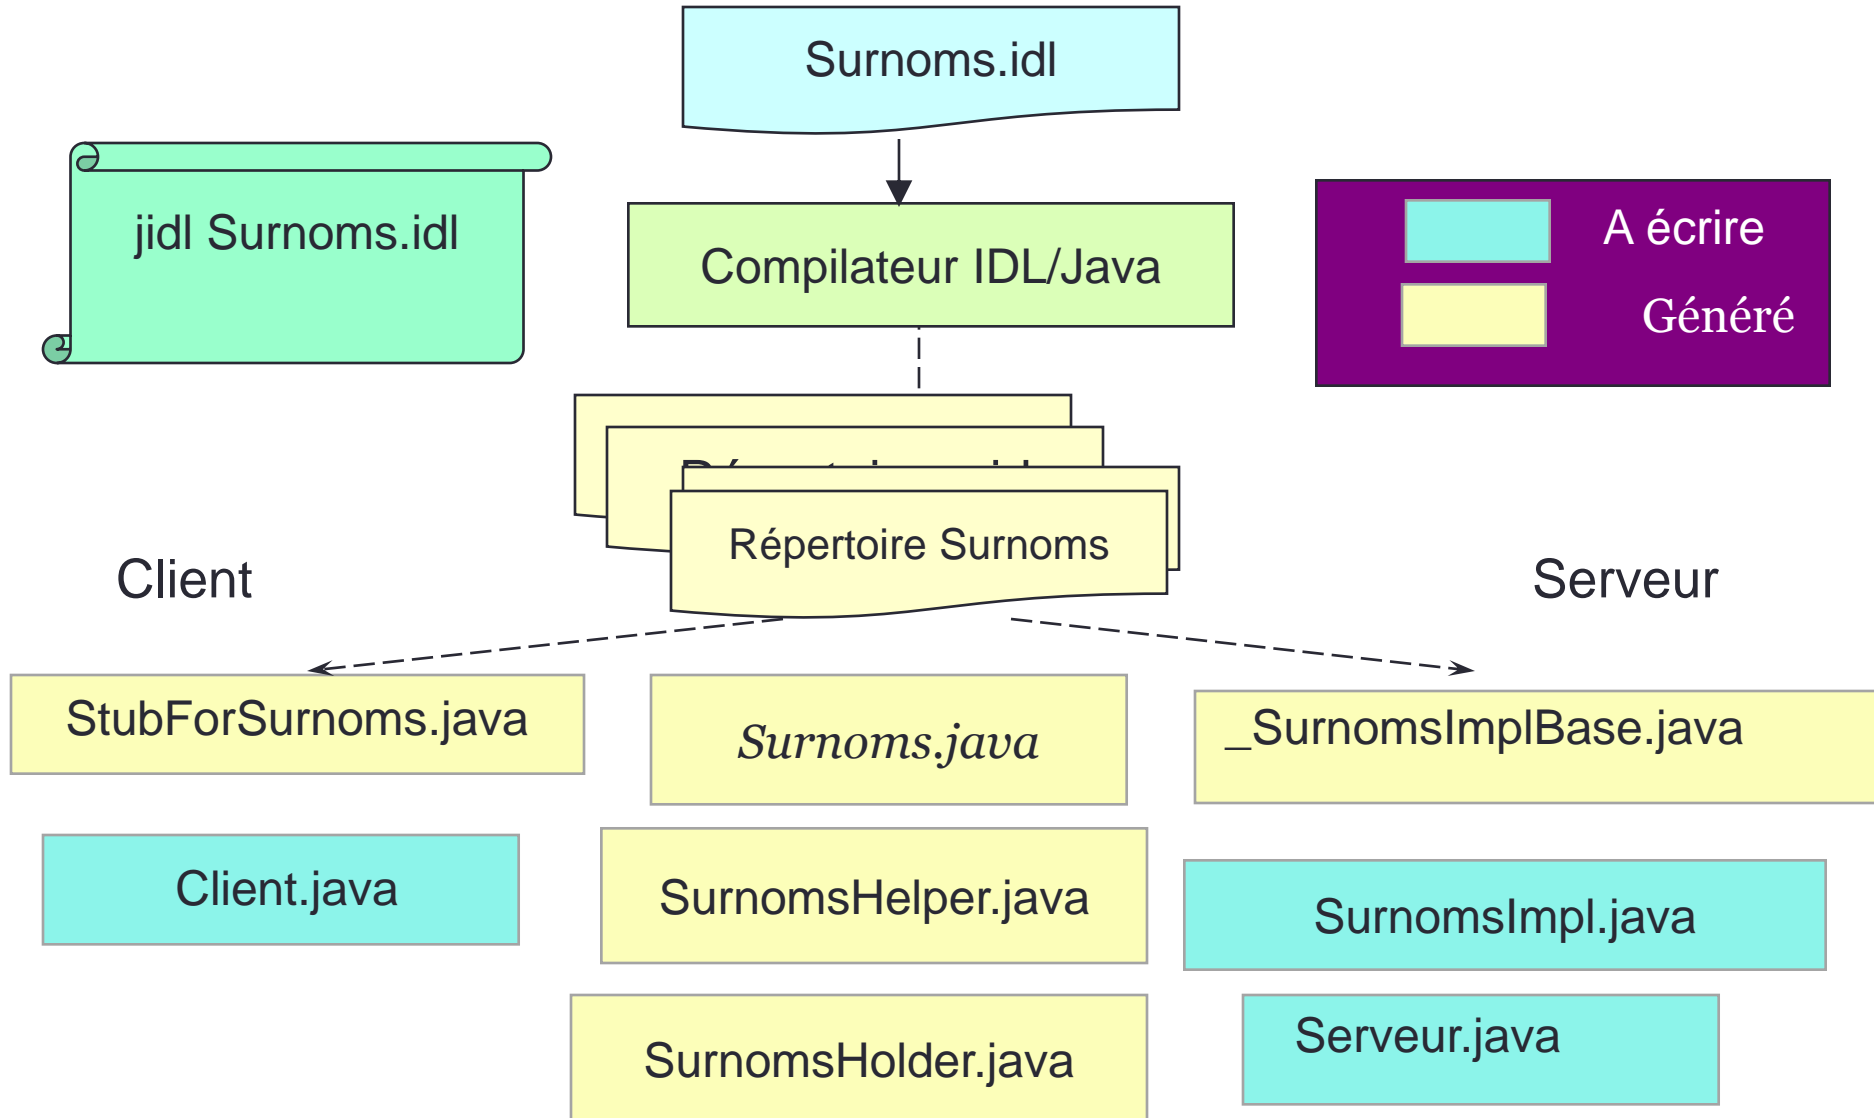 Surnoms.idl
jidl Surnoms.idl
Compilateur IDL/Java
A écrire
Généré
Répertoire Surnoms
Client
Serveur
StubForSurnoms.java
Surnoms.java
_SurnomsImplBase.java
Client.java
SurnomsHelper.java
SurnomsImpl.java
SurnomsHolder.java
Serveur.java